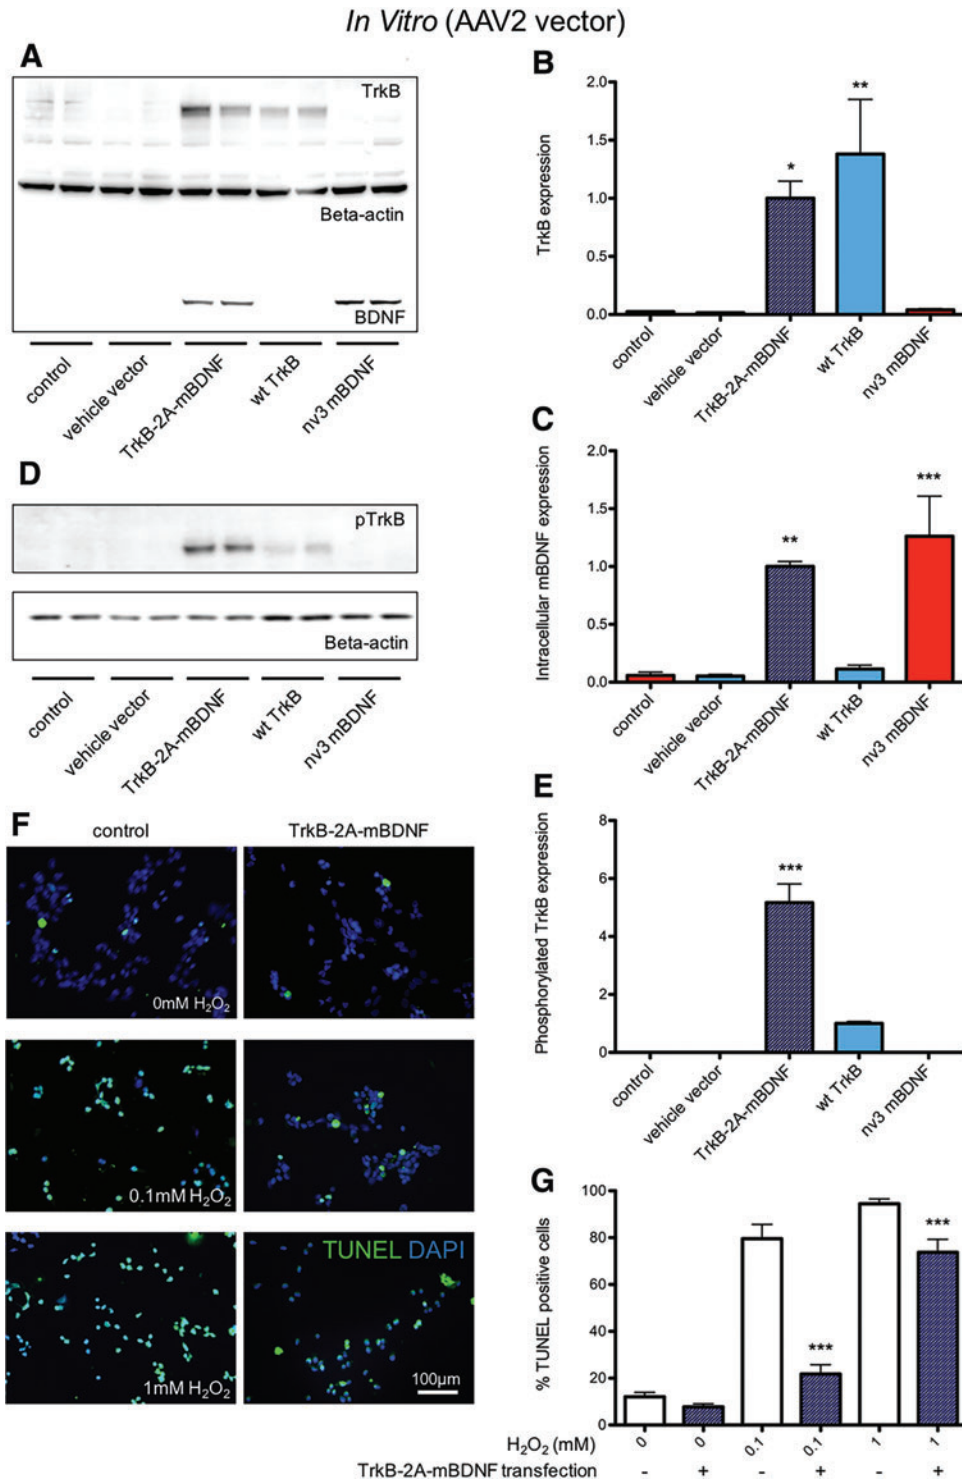 In Vitro (AAV2 vector)
A
TrkB
Beta-actin
BDNF
control
vehicle vector
TrkB-2A-mBDNF
wt TrkB
nv3 mBDNF
B
TrkB expression
2.0
1.5
1.0
0.5
0.0
*
**
control
vehicle vector
TrkB-2A-mBDNF
wt TrkB
nv3 mBDNF
C
Intracellular mBDNF expression
2.0
1.5
1.0
0.5
0.0
**
***
control
vehicle vector
TrkB-2A-mBDNF
wt TrkB
nv3 mBDNF
D
pTrkB
Beta-actin
control
vehicle vector
TrkB-2A-mBDNF
wt TrkB
nv3 mBDNF
E
Phosphorylated TrkB expression
8
6
4
2
0
***
control
vehicle vector
TrkB-2A-mBDNF
wt TrkB
nv3 mBDNF
F
control TrkB-2A-mBDNF
0mM H₂O₂
0.1mM H₂O₂
1mM H₂O₂
TUNEL DAPI
100µm
G
% TUNEL positive cells
100
80
60
40
20
0
***
***
H₂O₂ (mM) 0 0 0.1 0.1 1 1
TrkB-2A-mBDNF transfection - + - + - +